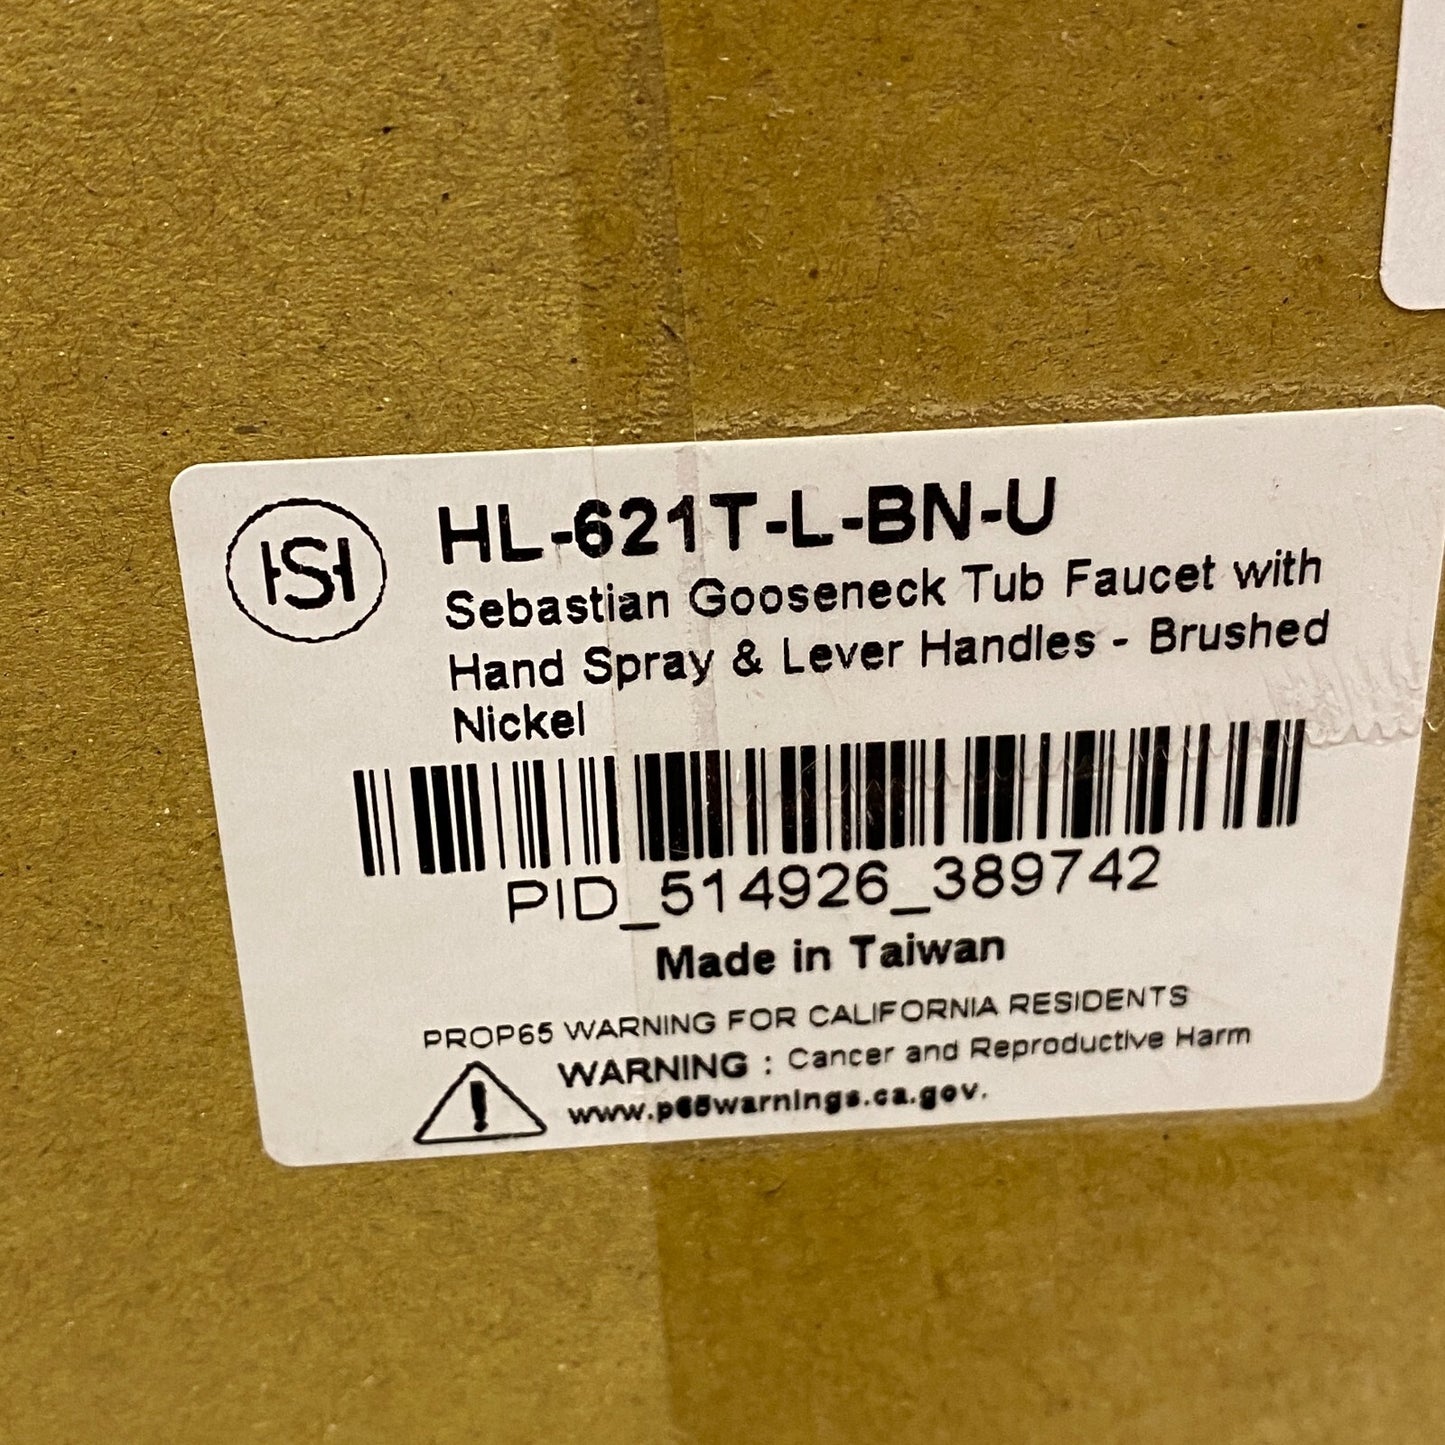 HSH
HL-621T-L-BN-U
Sebastian Gooseneck Tub Faucet with
Hand Spray & Lever Handles - Brushed
Nickel
PID_514926_389742
Made in Taiwan
PROP65 WARNING FOR CALIFORNIA RESIDENTS
WARNING : Cancer and Reproductive Harm
www.p65warnings.ca.gov.